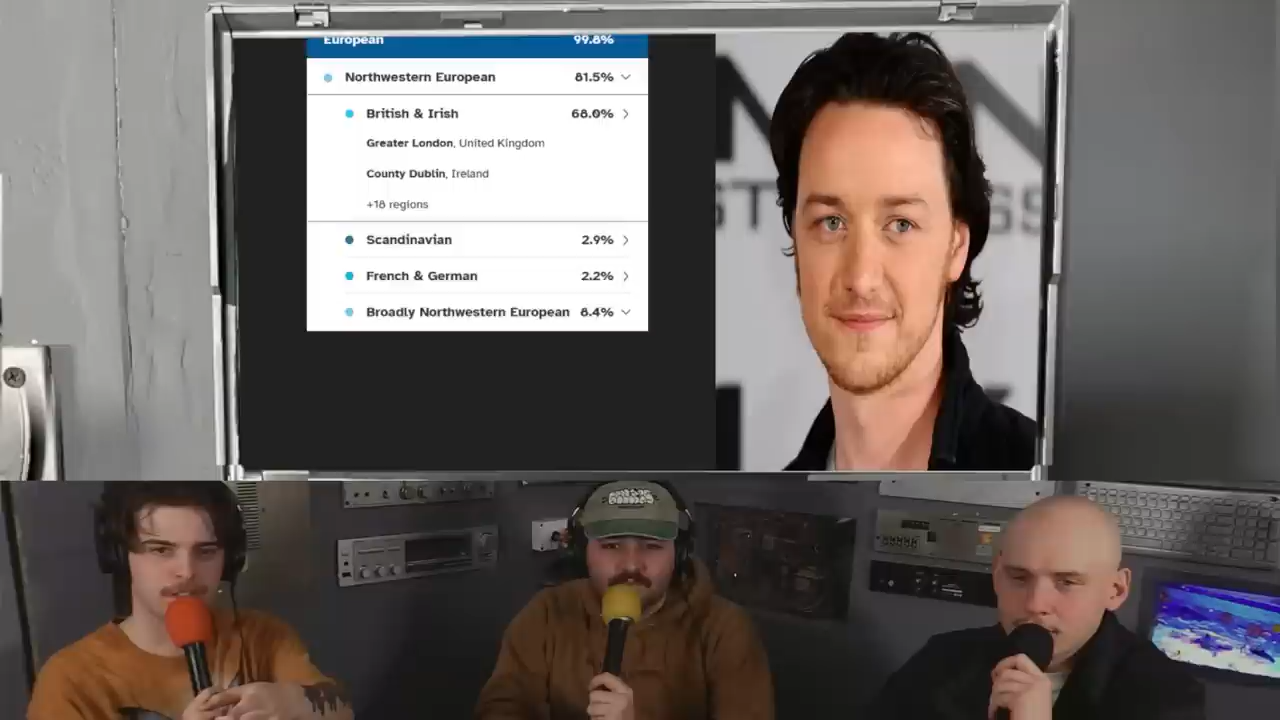 European 99.8%
Northwestern European 81.5%
British & Irish 68.0%
Greater London, United Kingdom
County Dublin, Ireland
+18 regions
Scandinavian 2.9%
French & German 2.2%
Broadly Northwestern European 8.4%